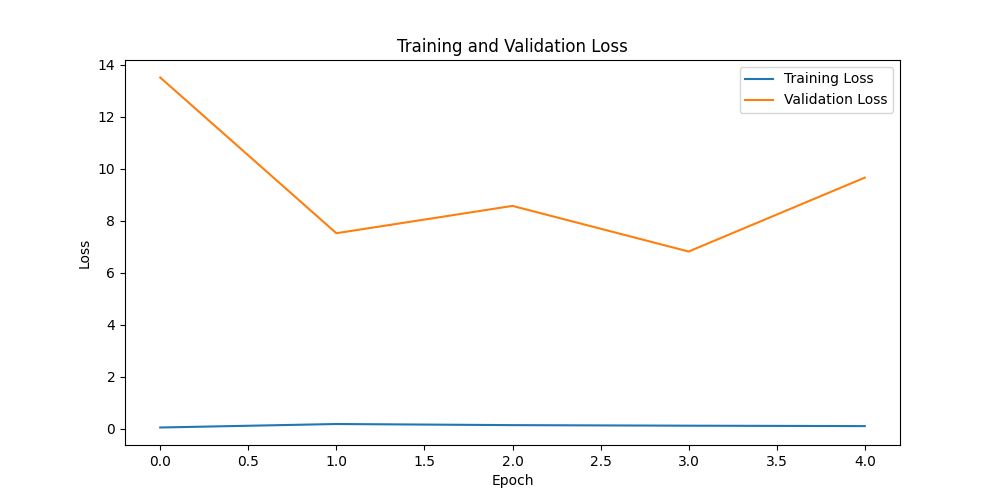 Training and Validation Loss
Training Loss
Validation Loss
14
12
10
8
6
4
2
0
Loss
0.0 0.5 1.0 1.5 2.0 2.5 3.0 3.5 4.0
Epoch